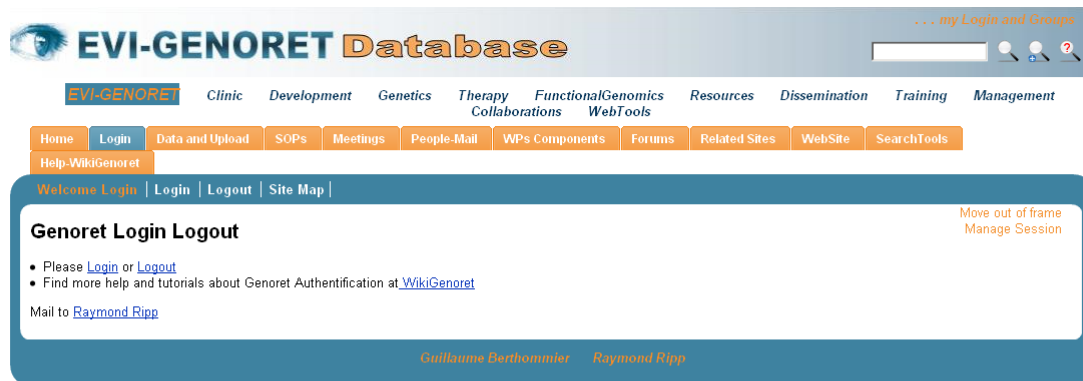 . . . my Login and Groups
EVI-GENORET Database
EVI-GENORET Clinic Development Genetics Therapy FunctionalGenomics Resources Dissemination Training Management
Collaborations WebTools
Home Login Data and Upload SOPs Meetings People-Mail WPs Components Forums Related Sites WebSite SearchTools
Help-WikiGenoret
Welcome Login | Login | Logout | Site Map |
Move out of frame
Manage Session
Genoret Login Logout
• Please Login or Logout
• Find more help and tutorials about Genoret Authentification at WikiGenoret
Mail to Raymond Ripp
Guillaume Berthommier Raymond Ripp